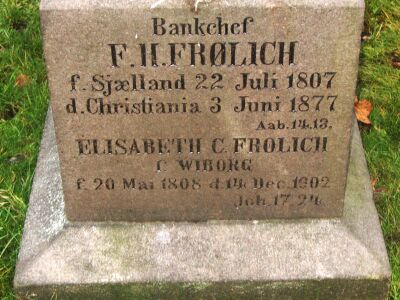 Bankchef
F. H. FRØLICH
f. Sjælland 22 Juli 1807
d. Christiania 3 Juni 1877
Aab. 14. 13.
ELISABETH C. FRØLICH
F. WIBORG
f. 20 Mai 1808 d. 14 Dec. 1902
Joh. 17. 24.